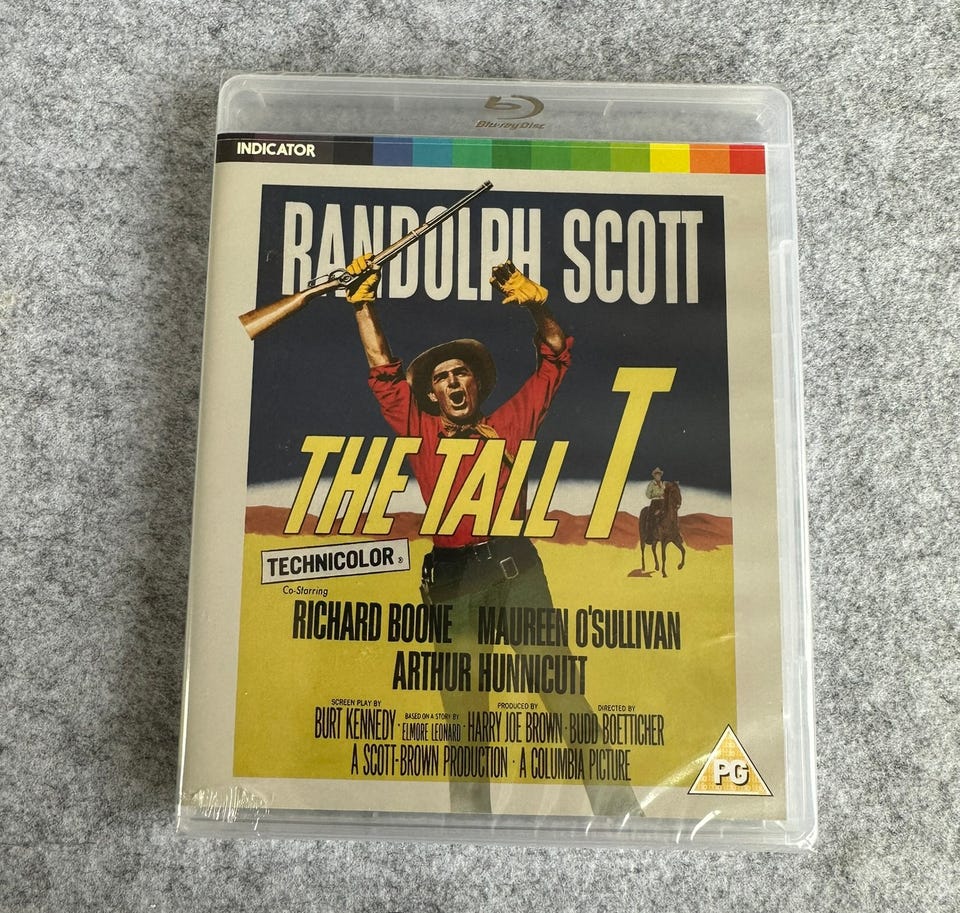 Blu-ray Disc
INDICATOR
RANDOLPH SCOTT
THE TALL T
TECHNICOLOR ®
Co-Starring
RICHARD BOONE MAUREEN O'SULLIVAN
ARTHUR HUNNICUTT
SCREEN PLAY BY BURT KENNEDY · BASED ON A STORY BY ELMORE LEONARD · PRODUCED BY HARRY JOE BROWN · DIRECTED BY BUDD BOETTICHER
A SCOTT-BROWN PRODUCTION · A COLUMBIA PICTURE
PG